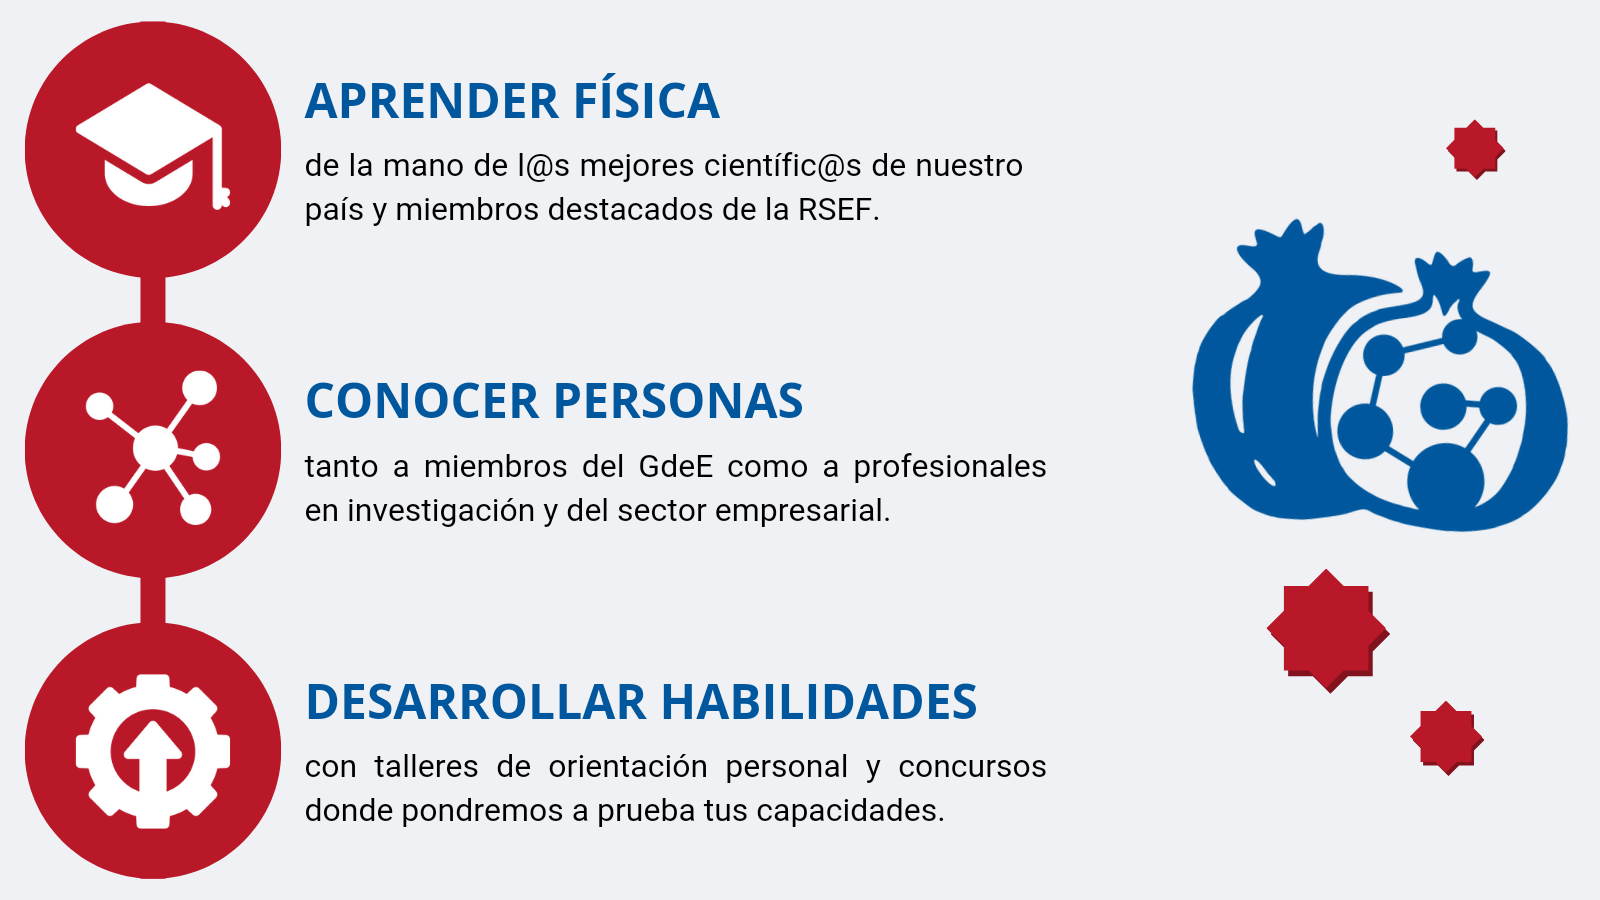 APRENDER FÍSICA
de la mano de l@s mejores científic@s de nuestro
país y miembros destacados de la RSEF.
CONOCER PERSONAS
tanto a miembros del GdeE como a profesionales
en investigación y del sector empresarial.
DESARROLLAR HABILIDADES
con talleres de orientación personal y concursos
donde pondremos a prueba tus capacidades.